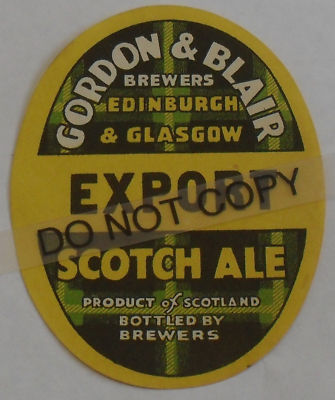 GORDON & BLAIR
BREWERS
EDINBURGH
& GLASGOW
EXPORT
DO NOT COPY
SCOTCH ALE
PRODUCT of SCOTLAND
BOTTLED BY
BREWERS